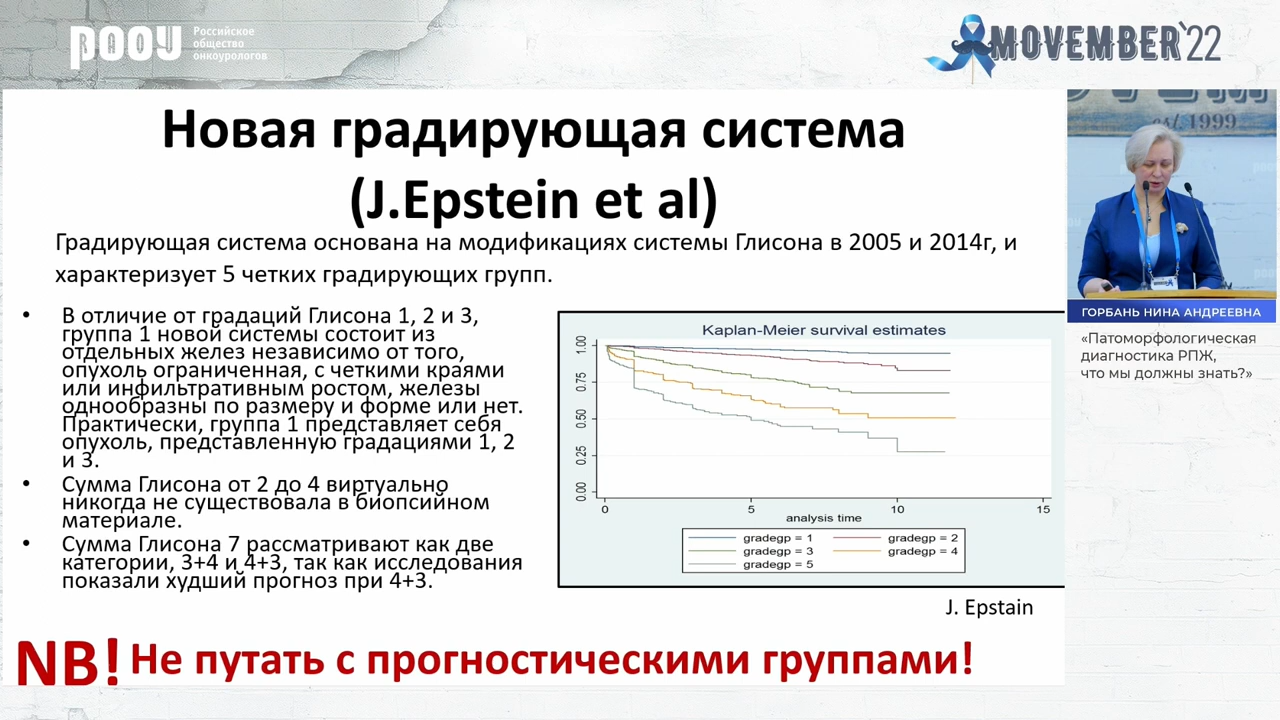 РООУ
RAOU
Российское
общество
онкоурологов
MOVEMBER'22
Новая градирующая система
(J.Epstein et al)
Градирующая система основана на модификациях системы Глисона в 2005 и 2014г, и
характеризует 5 четких градирующих групп.
• В отличие от градаций Глисона 1, 2 и 3,
группа 1 новой системы состоит из
отдельных желез независимо от того,
опухоль ограниченная, с четкими краями
или инфильтративным ростом, железы
однообразны по размеру и форме или нет.
Практически, группа 1 представляет себя
опухоль, представленную градациями 1, 2
и 3.
• Сумма Глисона от 2 до 4 виртуально
никогда не существовала в биопсийном
материале.
• Сумма Глисона 7 рассматривают как две
категории, 3+4 и 4+3, так как исследования
показали худший прогноз при 4+3.
Kaplan-Meier survival estimates
1.00
0.75
0.50
0.25
0.00
0 5 10 15
analysis time
gradegp = 1 gradegp = 2
gradegp = 3 gradegp = 4
gradegp = 5
J. Epstain
NB! Не путать с прогностическими группами!
est. 1999
ГОРБАНЬ НИНА АНДРЕЕВНА
«Патоморфологическая
диагностика РПЖ,
что мы должны знать?»